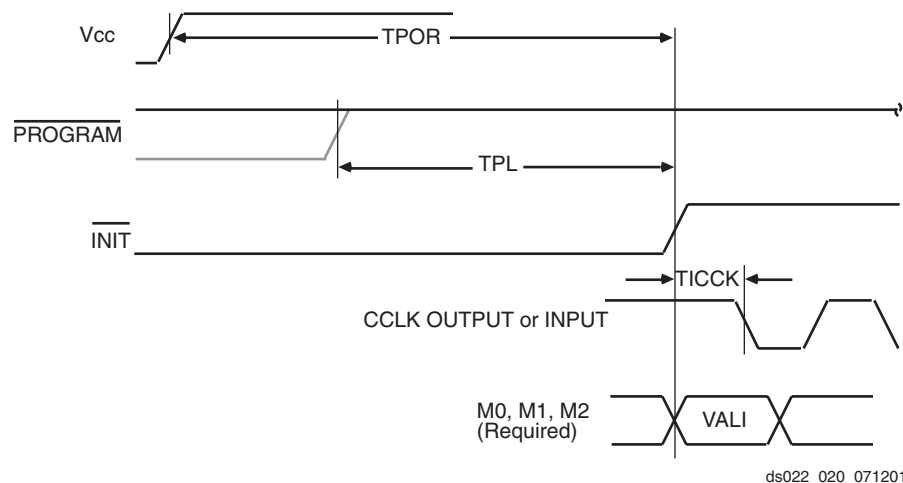 Vcc
TPOR
PROGRAM
TPL
INIT
TICCK
CCLK OUTPUT or INPUT
M0, M1, M2
(Required)
VALI
ds022_020_071201